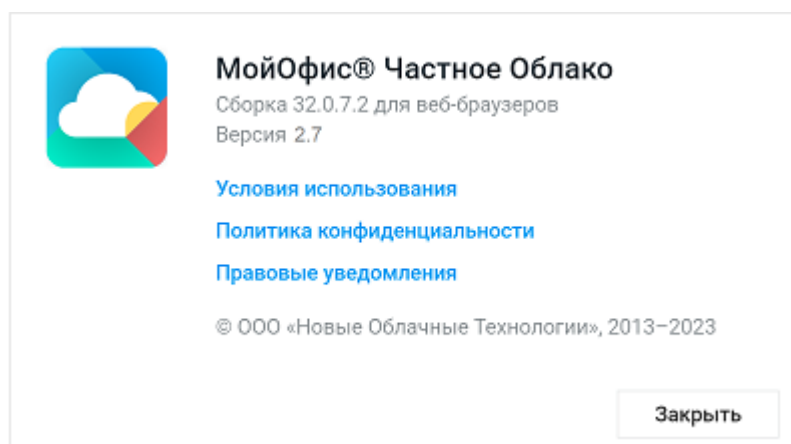 МойОфис® Частное Облако
Сборка 32.0.7.2 для веб-браузеров
Версия 2.7
Условия использования
Политика конфиденциальности
Правовые уведомления
© ООО «Новые Облачные Технологии», 2013–2023
Закрыть